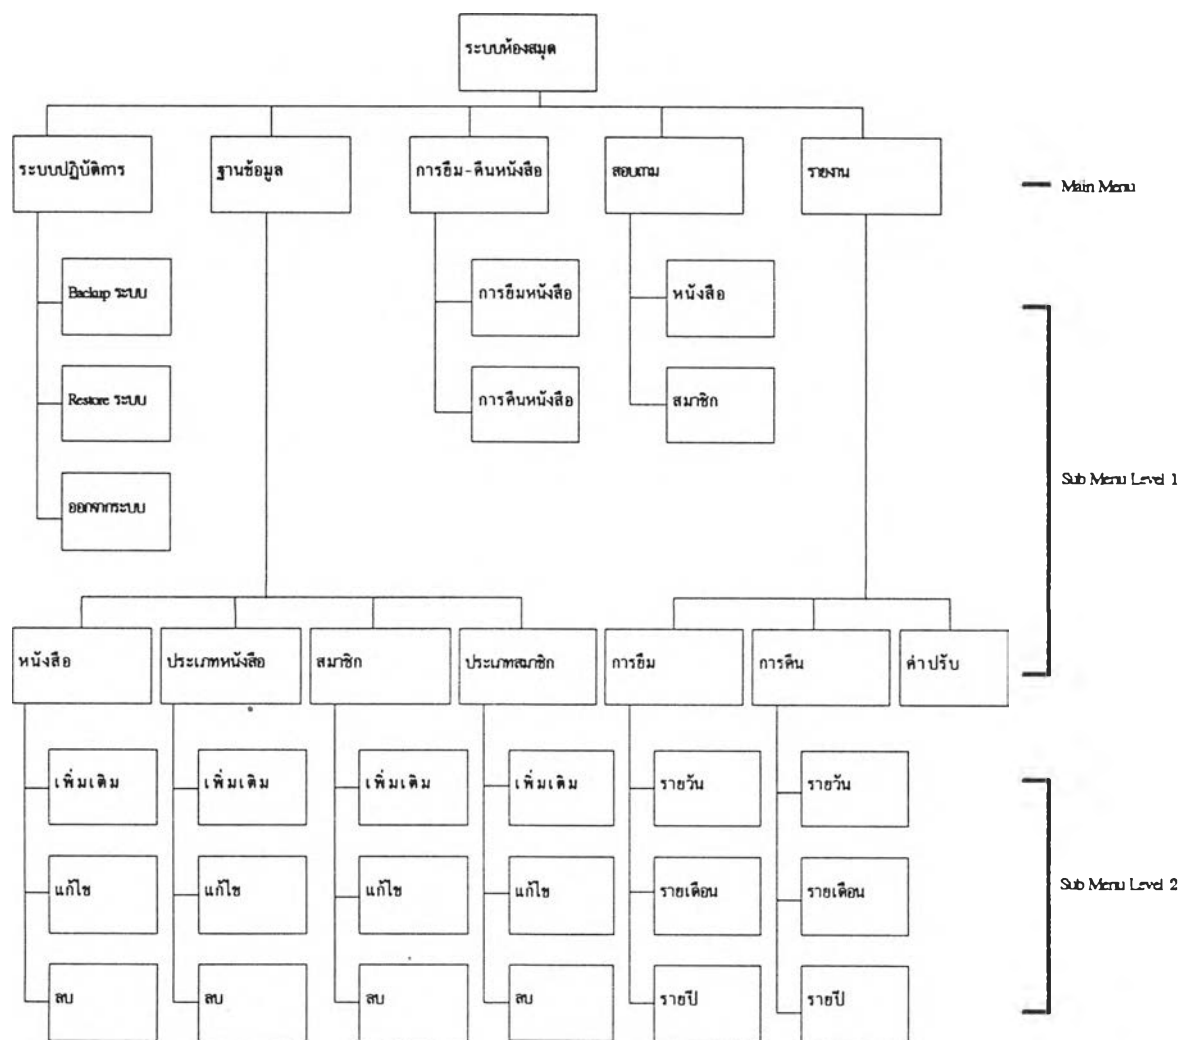 ระบบห้องสมุด
ระบบปฏิบัติการ
ฐานข้อมูล
การยืม-คืนหนังสือ
สอบถาม
รายงาน
Main Menu
Backup ระบบ
การยืมหนังสือ
หนังสือ
Restore ระบบ
การคืนหนังสือ
สมาชิก
Sub Menu Level 1
ออกจากระบบ
หนังสือ
ประเภทหนังสือ
สมาชิก
ประเภทสมาชิก
การยืม
การคืน
ค่าปรับ
เพิ่มเติม
เพิ่มเติม
เพิ่มเติม
เพิ่มเติม
รายวัน
รายวัน
แก้ไข
แก้ไข
แก้ไข
แก้ไข
รายเดือน
รายเดือน
Sub Menu Level 2
ลบ
ลบ
ลบ
ลบ
รายปี
รายปี